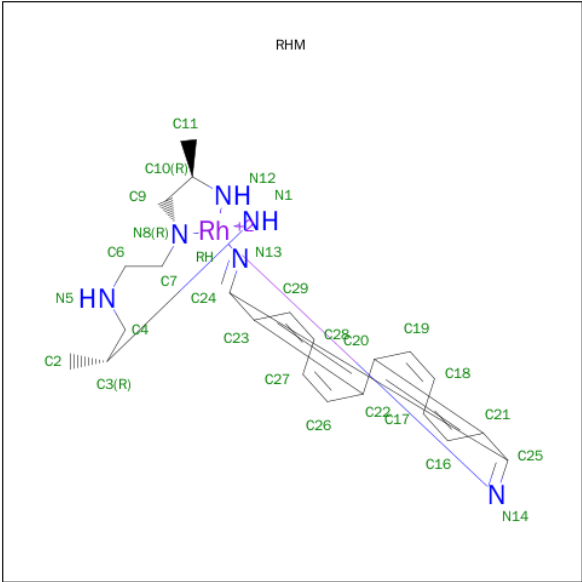 RHM
C11
C10(R)
N12
NH
N1
C9
NH
N8(R)
N
Rh
+2
C6
RH
N
N13
C7
C29
N5
HN
C24
C4
C23
C28
C20
C19
C2
C3(R)
C27
C18
C22
C17
C21
C26
C25
C16
N
N14